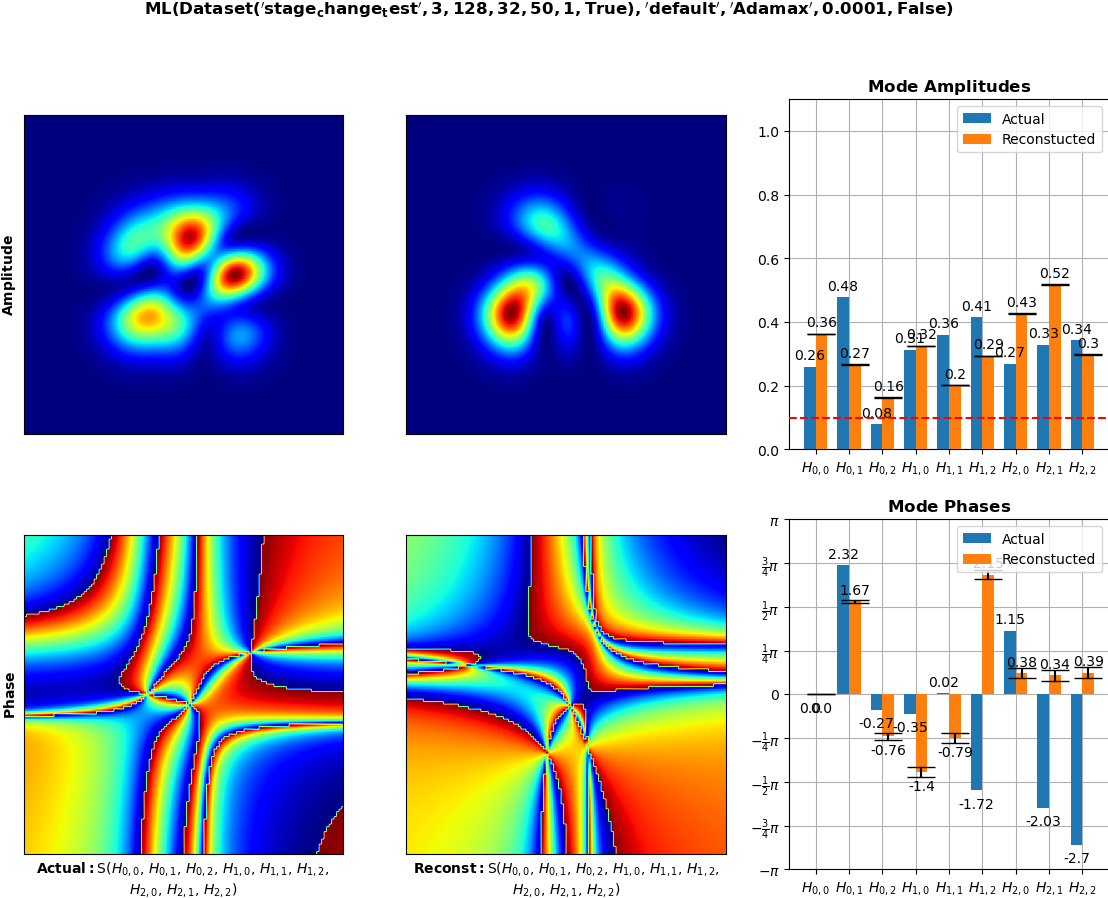 ML(Dataset('stage_change_test', 3, 128, 32, 50, 1, True), 'default', 'Adamax', 0.0001, False)
Amplitude
Mode Amplitudes
Actual
Reconstucted
1.0
0.8
0.6
0.4
0.2
0.0
0.26
0.36
0.48
0.27
0.08
0.16
0.31
0.32
0.36
0.2
0.41
0.29
0.27
0.43
0.33
0.52
0.34
0.3
H0,0 H0,1 H0,2 H1,0 H1,1 H1,2 H2,0 H2,1 H2,2
Phase
Actual: S(H0,0, H0,1, H0,2, H1,0, H1,1, H1,2,
H2,0, H2,1, H2,2)
Reconst: S(H0,0, H0,1, H0,2, H1,0, H1,1, H1,2,
H2,0, H2,1, H2,2)
Mode Phases
Actual
Reconstucted
π
3/4π
1/2π
1/4π
0
−1/4π
−1/2π
−3/4π
−π
0.0
0.0
2.32
1.67
-0.27
-0.76
-0.35
-1.4
0.02
-0.79
-1.72
2.15
1.15
0.38
-2.03
0.34
-2.7
0.39
H0,0 H0,1 H0,2 H1,0 H1,1 H1,2 H2,0 H2,1 H2,2